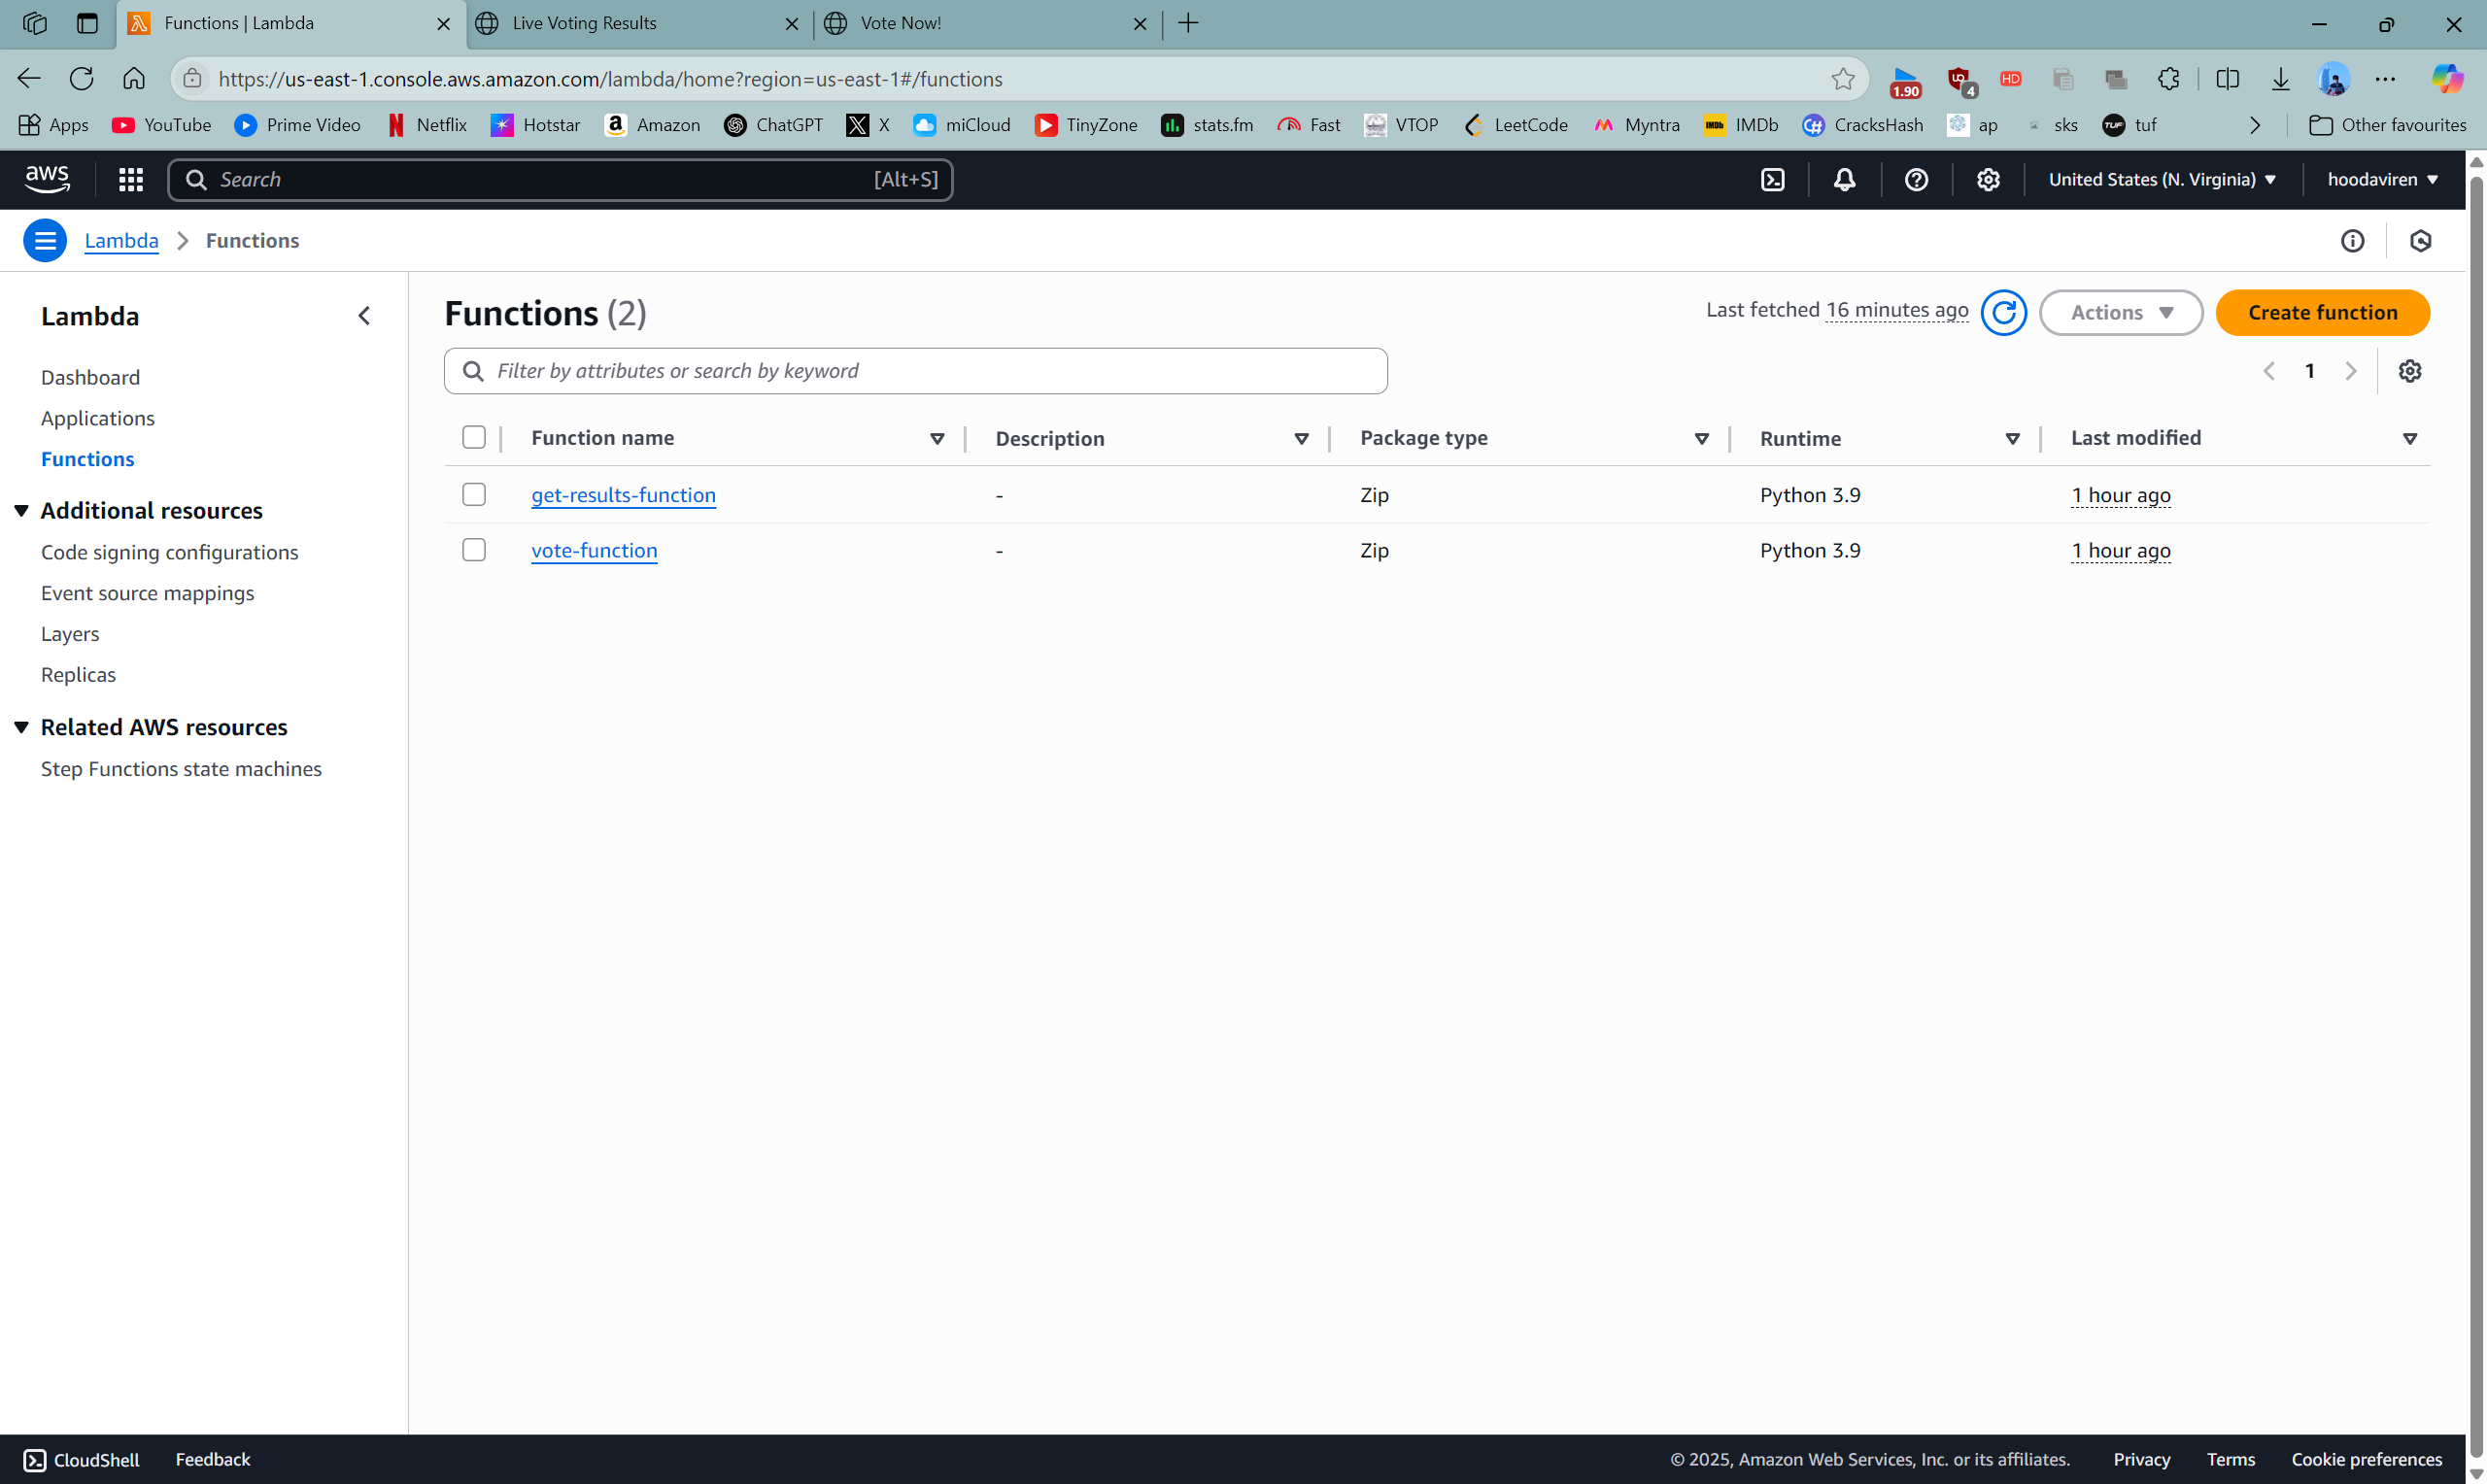 Functions | Lambda
Live Voting Results
Vote Now!
https://us-east-1.console.aws.amazon.com/lambda/home?region=us-east-1#/functions
1.90
4
HD
Apps YouTube Prime Video Netflix Hotstar Amazon ChatGPT X miCloud TinyZone stats.fm Fast VTOP LeetCode Myntra IMDb CracksHash ap sks tuf Other favourites
aws Search [Alt+S] United States (N. Virginia) hoodaviren
Lambda > Functions
Lambda
Dashboard
Applications
Functions
Additional resources
Code signing configurations
Event source mappings
Layers
Replicas
Related AWS resources
Step Functions state machines
Functions (2)
Last fetched 16 minutes ago Actions Create function
Filter by attributes or search by keyword
1
Function name Description Package type Runtime Last modified
get-results-function - Zip Python 3.9 1 hour ago
vote-function - Zip Python 3.9 1 hour ago
CloudShell Feedback © 2025, Amazon Web Services, Inc. or its affiliates. Privacy Terms Cookie preferences